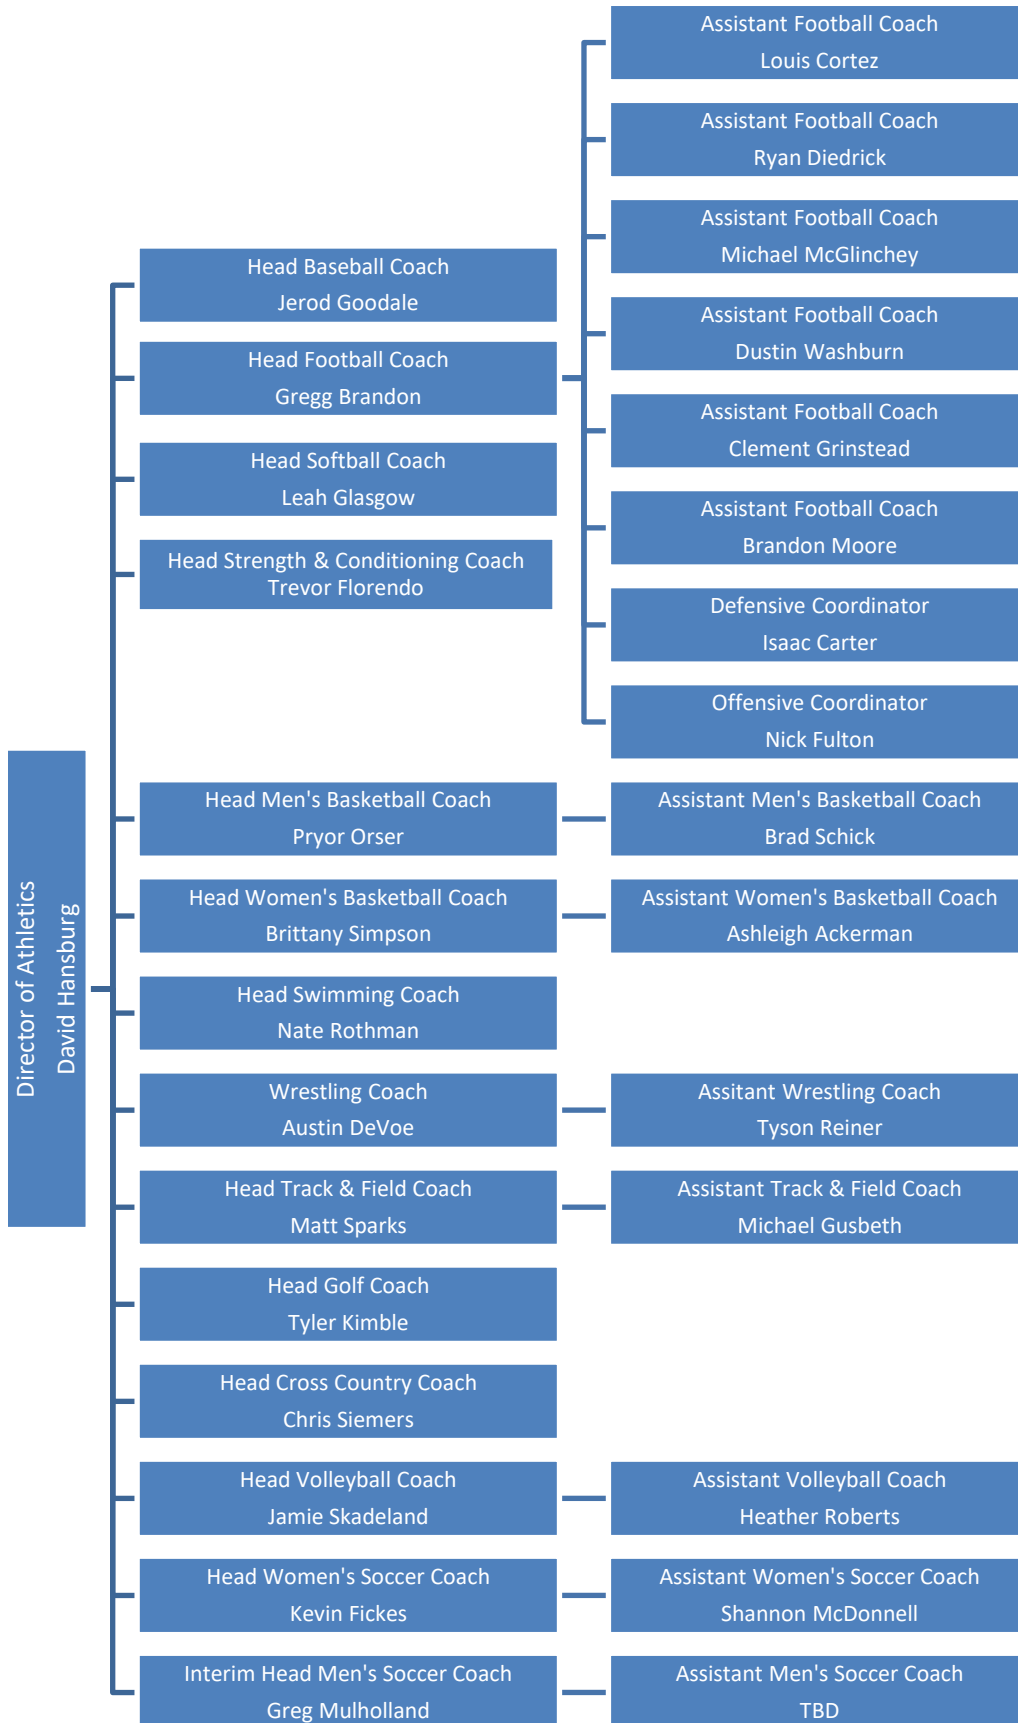 Director of Athletics
David Hansburg
Head Baseball Coach
Jerod Goodale
Head Football Coach
Gregg Brandon
Assistant Football Coach
Louis Cortez
Assistant Football Coach
Ryan Diedrick
Assistant Football Coach
Michael McGlinchey
Assistant Football Coach
Dustin Washburn
Assistant Football Coach
Clement Grinstead
Assistant Football Coach
Brandon Moore
Defensive Coordinator
Isaac Carter
Offensive Coordinator
Nick Fulton
Head Softball Coach
Leah Glasgow
Head Strength & Conditioning Coach
Trevor Florendo
Head Men's Basketball Coach
Pryor Orser
Assistant Men's Basketball Coach
Brad Schick
Head Women's Basketball Coach
Brittany Simpson
Assistant Women's Basketball Coach
Ashleigh Ackerman
Head Swimming Coach
Nate Rothman
Wrestling Coach
Austin DeVoe
Assitant Wrestling Coach
Tyson Reiner
Head Track & Field Coach
Matt Sparks
Assistant Track & Field Coach
Michael Gusbeth
Head Golf Coach
Tyler Kimble
Head Cross Country Coach
Chris Siemers
Head Volleyball Coach
Jamie Skadeland
Assistant Volleyball Coach
Heather Roberts
Head Women's Soccer Coach
Kevin Fickes
Assistant Women's Soccer Coach
Shannon McDonnell
Interim Head Men's Soccer Coach
Greg Mulholland
Assistant Men's Soccer Coach
TBD